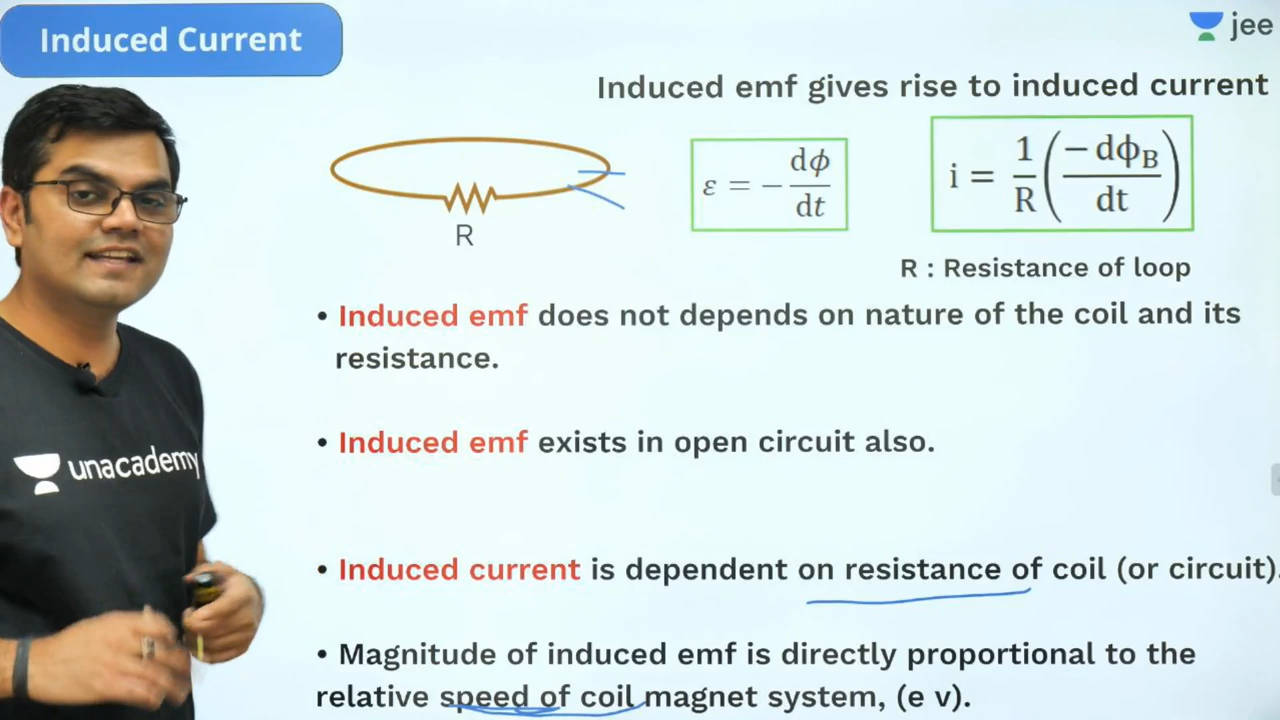 Induced Current
jee
Induced emf gives rise to induced current
ε = − dϕ/dt
i = 1/R (− dϕB/dt)
R
R : Resistance of loop
• Induced emf does not depends on nature of the coil and its
resistance.
• Induced emf exists in open circuit also.
unacademy
• Induced current is dependent on resistance of coil (or circuit).
• Magnitude of induced emf is directly proportional to the
relative speed of coil magnet system, (e v).